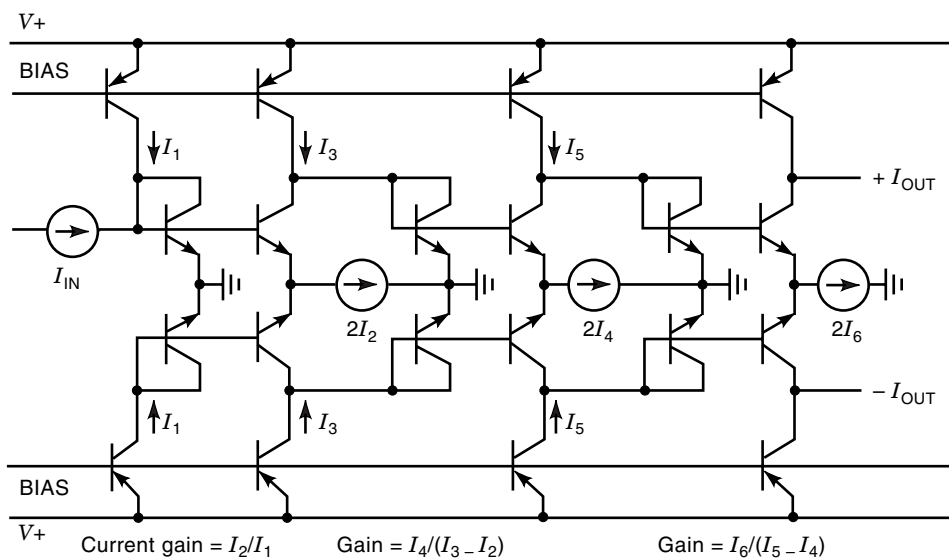 V+
BIAS
I1
I3
I5
+ IOUT
IIN
2I2
2I4
2I6
− IOUT
I1
I3
I5
BIAS
V+
Current gain = I2/I1
Gain = I4/(I3 – I2)
Gain = I6/(I5 – I4)